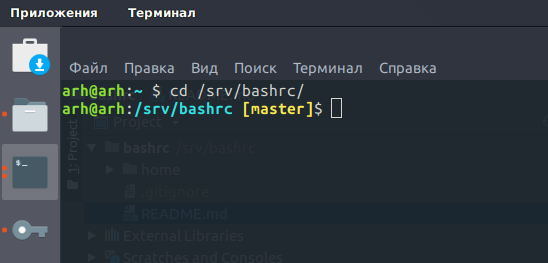 Приложения Терминал
Файл Правка Вид Поиск Терминал Справка
arh@arh:~ $ cd /srv/bashrc/
arh@arh:/srv/bashrc [master]$
Project
1: Project
bashrc /srv/bashrc
home
.gitignore
README.md
External Libraries
Scratches and Consoles
$_